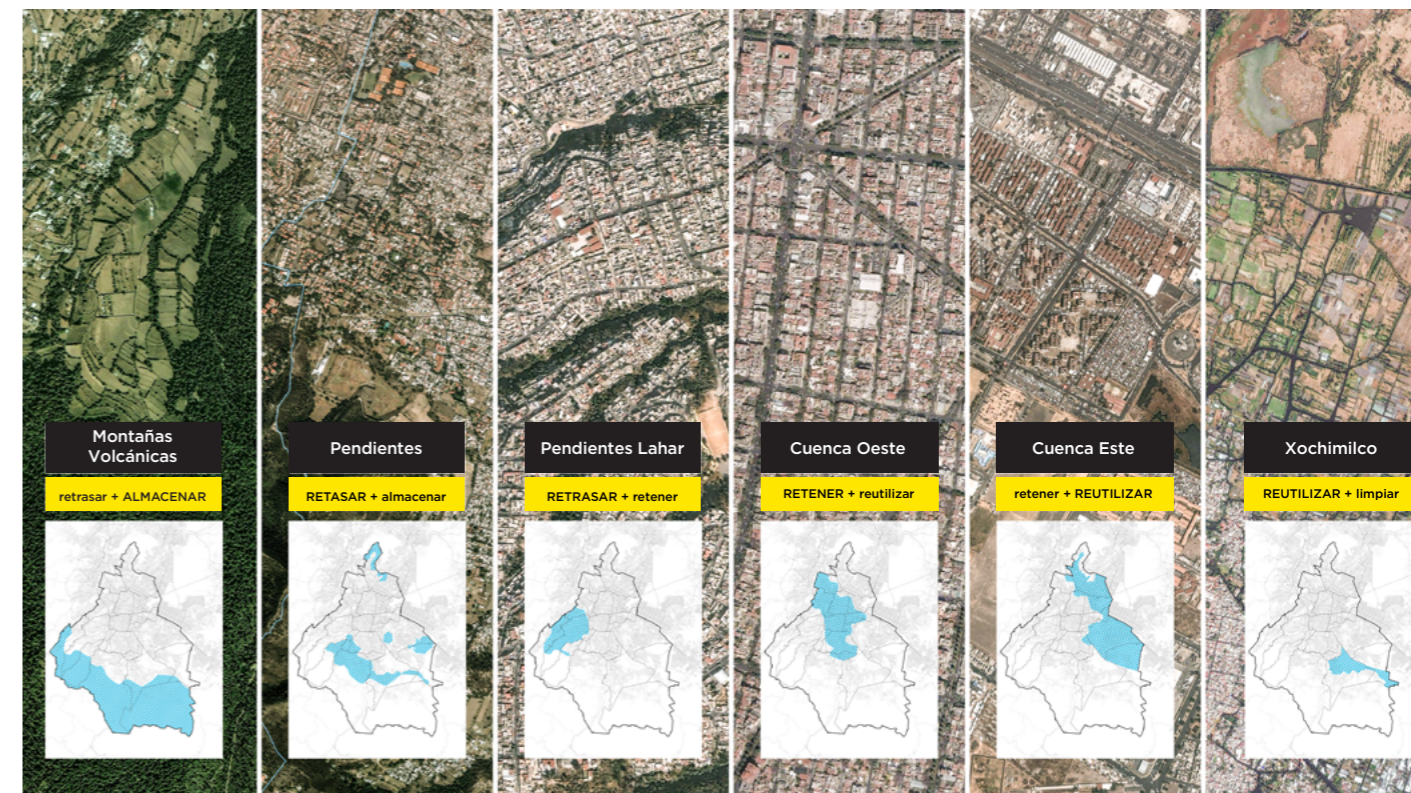 Montañas
Volcánicas
retrasar + ALMACENAR
Pendientes
RETASAR + almacenar
Pendientes Lahar
RETRASAR + retener
Cuenca Oeste
RETENER + reutilizar
Cuenca Este
retener + REUTILIZAR
Xochimilco
REUTILIZAR + limpiar